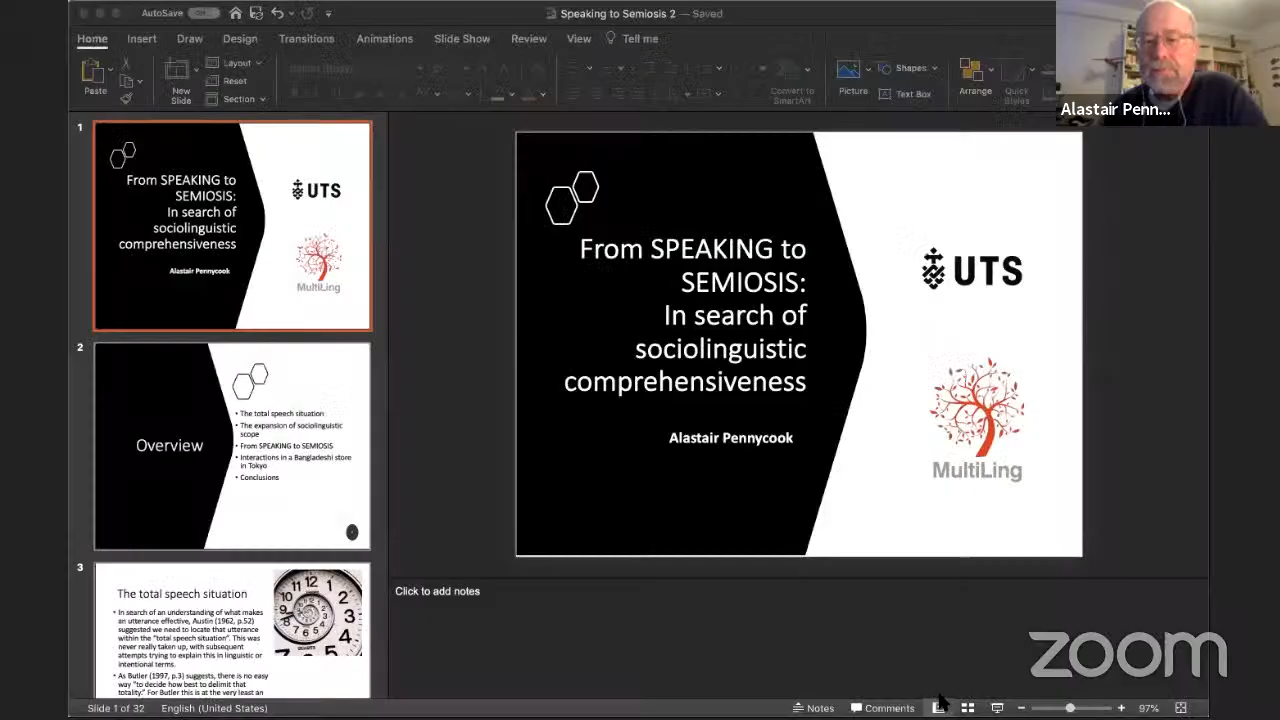 AutoSave
Speaking to Semiosis 2 — Saved
Home Insert Draw Design Transitions Animations Slide Show Review View Tell me
Paste
New
Slide
Layout
Reset
Section
Convert to
SmartArt
Picture
Shapes
Text Box
Arrange
Quick
Styles
Alastair Penn...
1
From SPEAKING to
SEMIOSIS:
In search of
sociolinguistic
comprehensiveness
Alastair Pennycook
UTS
MultiLing
2
Overview
• The total speech situation
• The expansion of sociolinguistic
scope
• From SPEAKING to SEMIOSIS
• Interactions in a Bangladeshi store
in Tokyo
• Conclusions
3
The total speech situation
• In search of an understanding of what makes
an utterance effective, Austin (1962, p.52)
suggested we need to locate that utterance
within the "total speech situation". This was
never really taken up, with subsequent
attempts trying to explain this in linguistic or
intentional terms.
• As Butler (1997, p.3) suggests, there is no easy
way "to decide how best to delimit that
totality." For Butler this is at the very least an
From SPEAKING to
SEMIOSIS:
In search of
sociolinguistic
comprehensiveness
Alastair Pennycook
UTS
MultiLing
Click to add notes
zoom
Slide 1 of 32 English (United States)
Notes Comments 97%